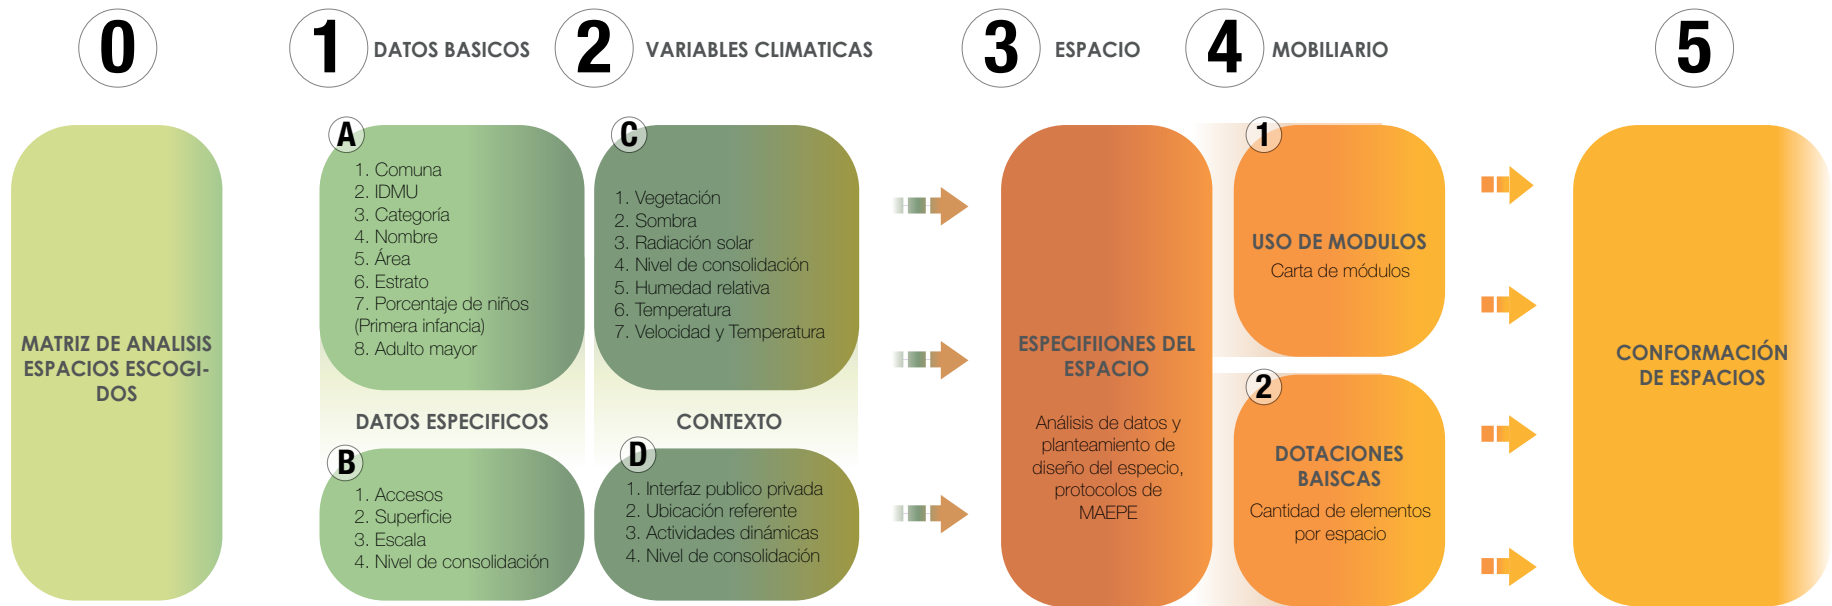 0
1 DATOS BASICOS
2 VARIABLES CLIMATICAS
3 ESPACIO
4 MOBILIARIO
5
MATRIZ DE ANALISIS
ESPACIOS ESCOGI-
DOS
A
1. Comuna
2. IDMU
3. Categoría
4. Nombre
5. Área
6. Estrato
7. Porcentaje de niños
(Primera infancia)
8. Adulto mayor
DATOS ESPECIFICOS
B
1. Accesos
2. Superficie
3. Escala
4. Nivel de consolidación
C
1. Vegetación
2. Sombra
3. Radiación solar
4. Nivel de consolidación
5. Humedad relativa
6. Temperatura
7. Velocidad y Temperatura
CONTEXTO
D
1. Interfaz publico privada
2. Ubicación referente
3. Actividades dinámicas
4. Nivel de consolidación
ESPECIFIIONES DEL
ESPACIO
Análisis de datos y
planteamiento de
diseño del especio,
protocolos de
MAEPE
1
USO DE MODULOS
Carta de módulos
2
DOTACIONES
BAISCAS
Cantidad de elementos
por espacio
CONFORMACIÓN
DE ESPACIOS